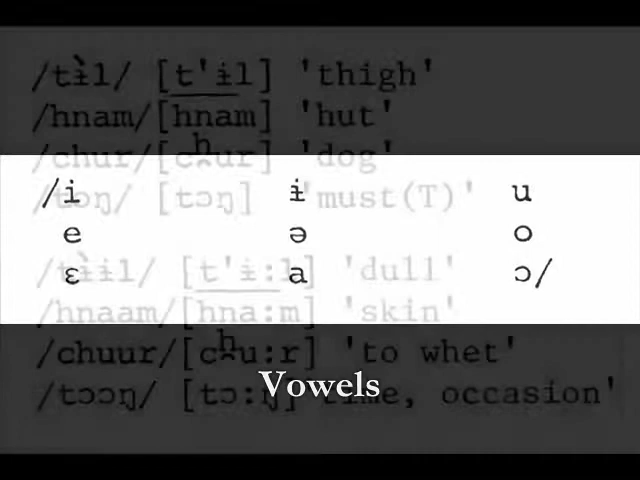 /tɨ̀l/ [t'ɨl] 'thigh'
/hnam/[hnam] 'hut'
/chur/[cʰur] 'dog'
/i ɨ u
/tɔŋ/ [tɔŋ] 'must(T)'
e ə o
ɛ a ɔ/
/tɨ̀ɨl/ [t'ɨ:l] 'dull'
/hnaam/[hna:m] 'skin'
/chuur/[cʰu:r] 'to whet'
Vowels
/tɔɔŋ/ [tɔ:ŋ] time, occasion'